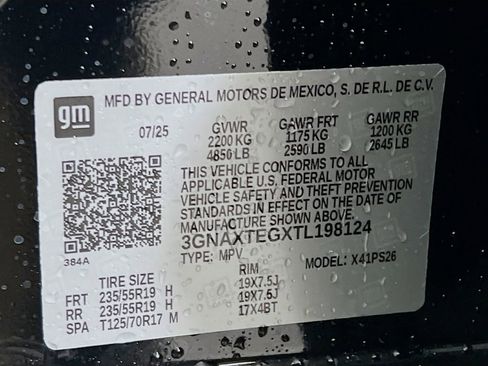 gm
MFD BY GENERAL MOTORS DE MEXICO, S. DE R.L. DE C.V.
07/25 GVWR GAWR FRT GAWR RR
2200 KG 1175 KG 1200 KG
4850 LB 2590 LB 2645 LB
THIS VEHICLE CONFORMS TO ALL
APPLICABLE U.S. FEDERAL MOTOR
VEHICLE SAFETY AND THEFT PREVENTION
STANDARDS IN EFFECT ON THE DATE OF
MANUFACTURE SHOWN ABOVE.
3GNAXTEGXTL198124
384A
TYPE: MPV MODEL: X41PS26
TIRE SIZE RIM
FRT 235/55R19 H 19X7.5J
RR 235/55R19 H 19X7.5J
SPA T125/70R17 M 17X4BT